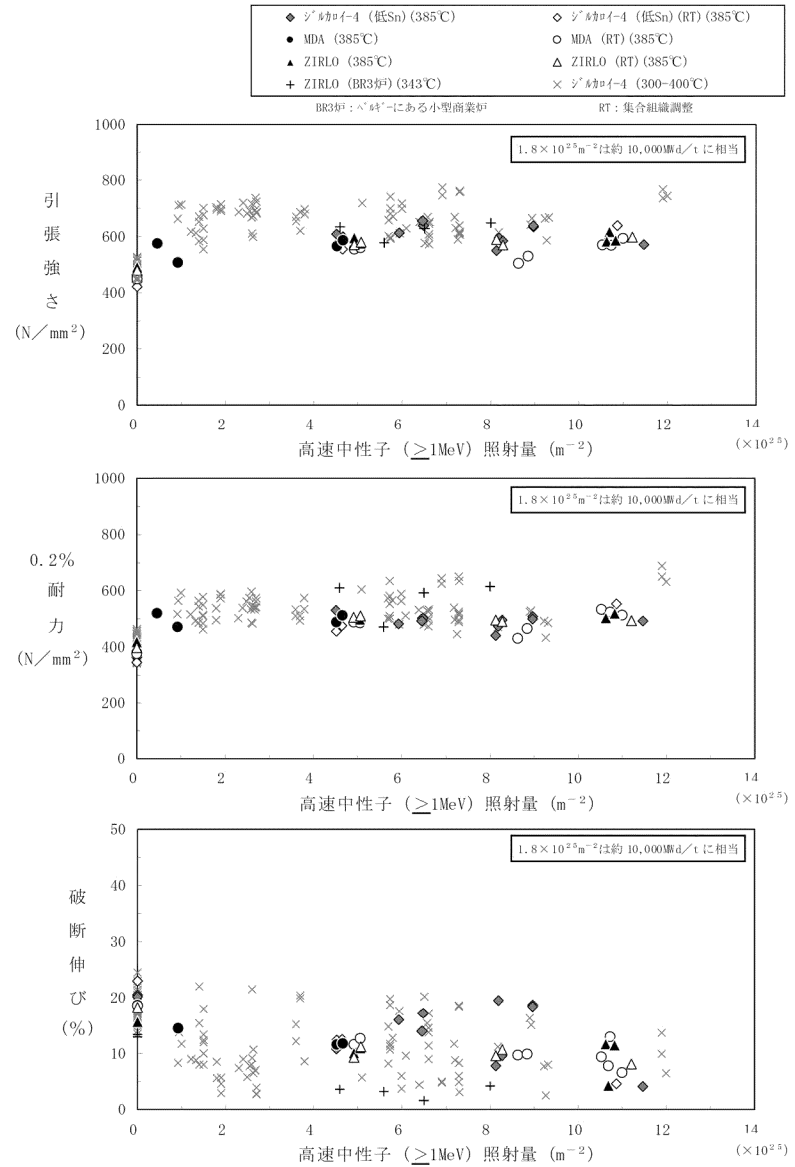 ジルカロイ-4 (低Sn)(385℃)
ジルカロイ-4 (低Sn)(RT)(385℃)
MDA (385℃)
MDA (RT)(385℃)
ZIRLO (385℃)
ZIRLO (RT)(385℃)
ZIRLO (BR3炉)(343℃)
ジルカロイ-4 (300-400℃)
BR3炉：ベルギーにある小型商業炉
RT：集合組織調整
1.8×10²⁵m⁻²は約 10,000MWd/t に相当
引張強さ
(N/mm²)
1000
800
600
400
200
0
0 2 4 6 8 10 12 14
高速中性子 (≥1MeV) 照射量 (m⁻²)
(×10²⁵)
1.8×10²⁵m⁻²は約 10,000MWd/t に相当
0.2%
耐力
(N/mm²)
1000
800
600
400
200
0
0 2 4 6 8 10 12 14
高速中性子 (≥1MeV) 照射量 (m⁻²)
(×10²⁵)
1.8×10²⁵m⁻²は約 10,000MWd/t に相当
破断伸び
(%)
50
40
30
20
10
0
0 2 4 6 8 10 12 14
高速中性子 (≥1MeV) 照射量 (m⁻²)
(×10²⁵)